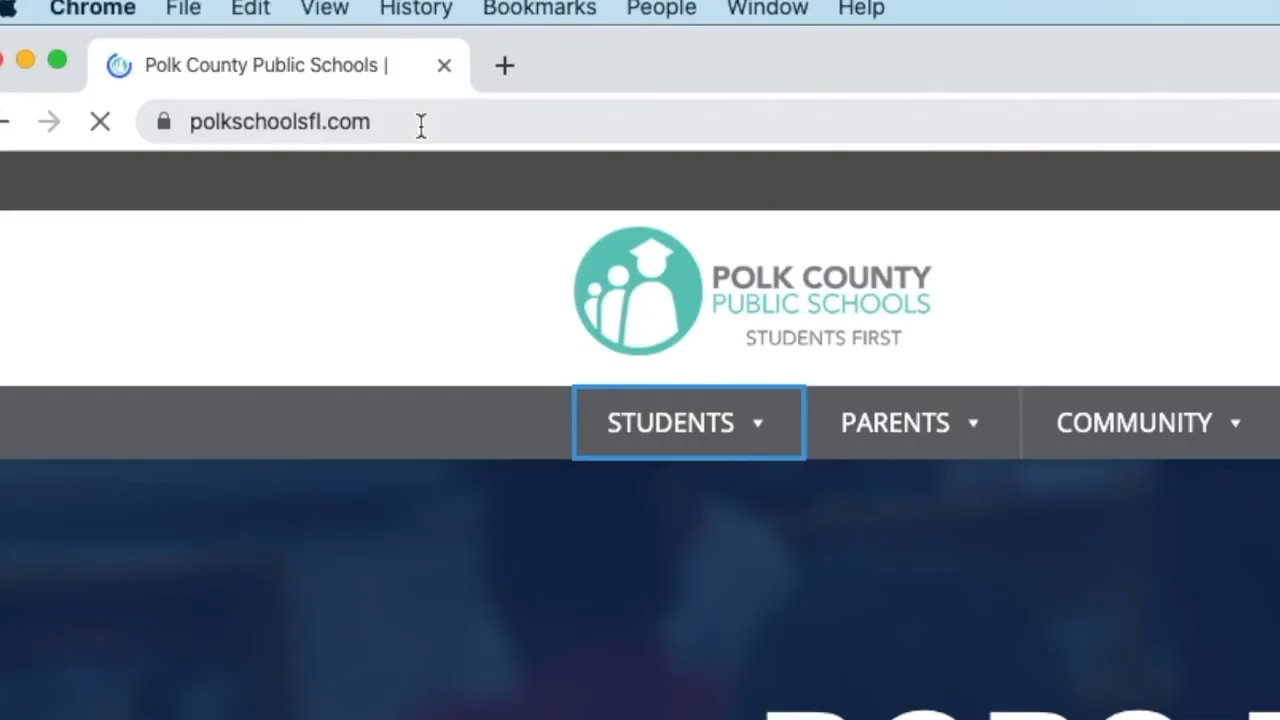 Chrome File Edit View History Bookmarks People Window Help
Polk County Public Schools |
polkschoolsfl.com
POLK COUNTY
PUBLIC SCHOOLS
STUDENTS FIRST
STUDENTS PARENTS COMMUNITY